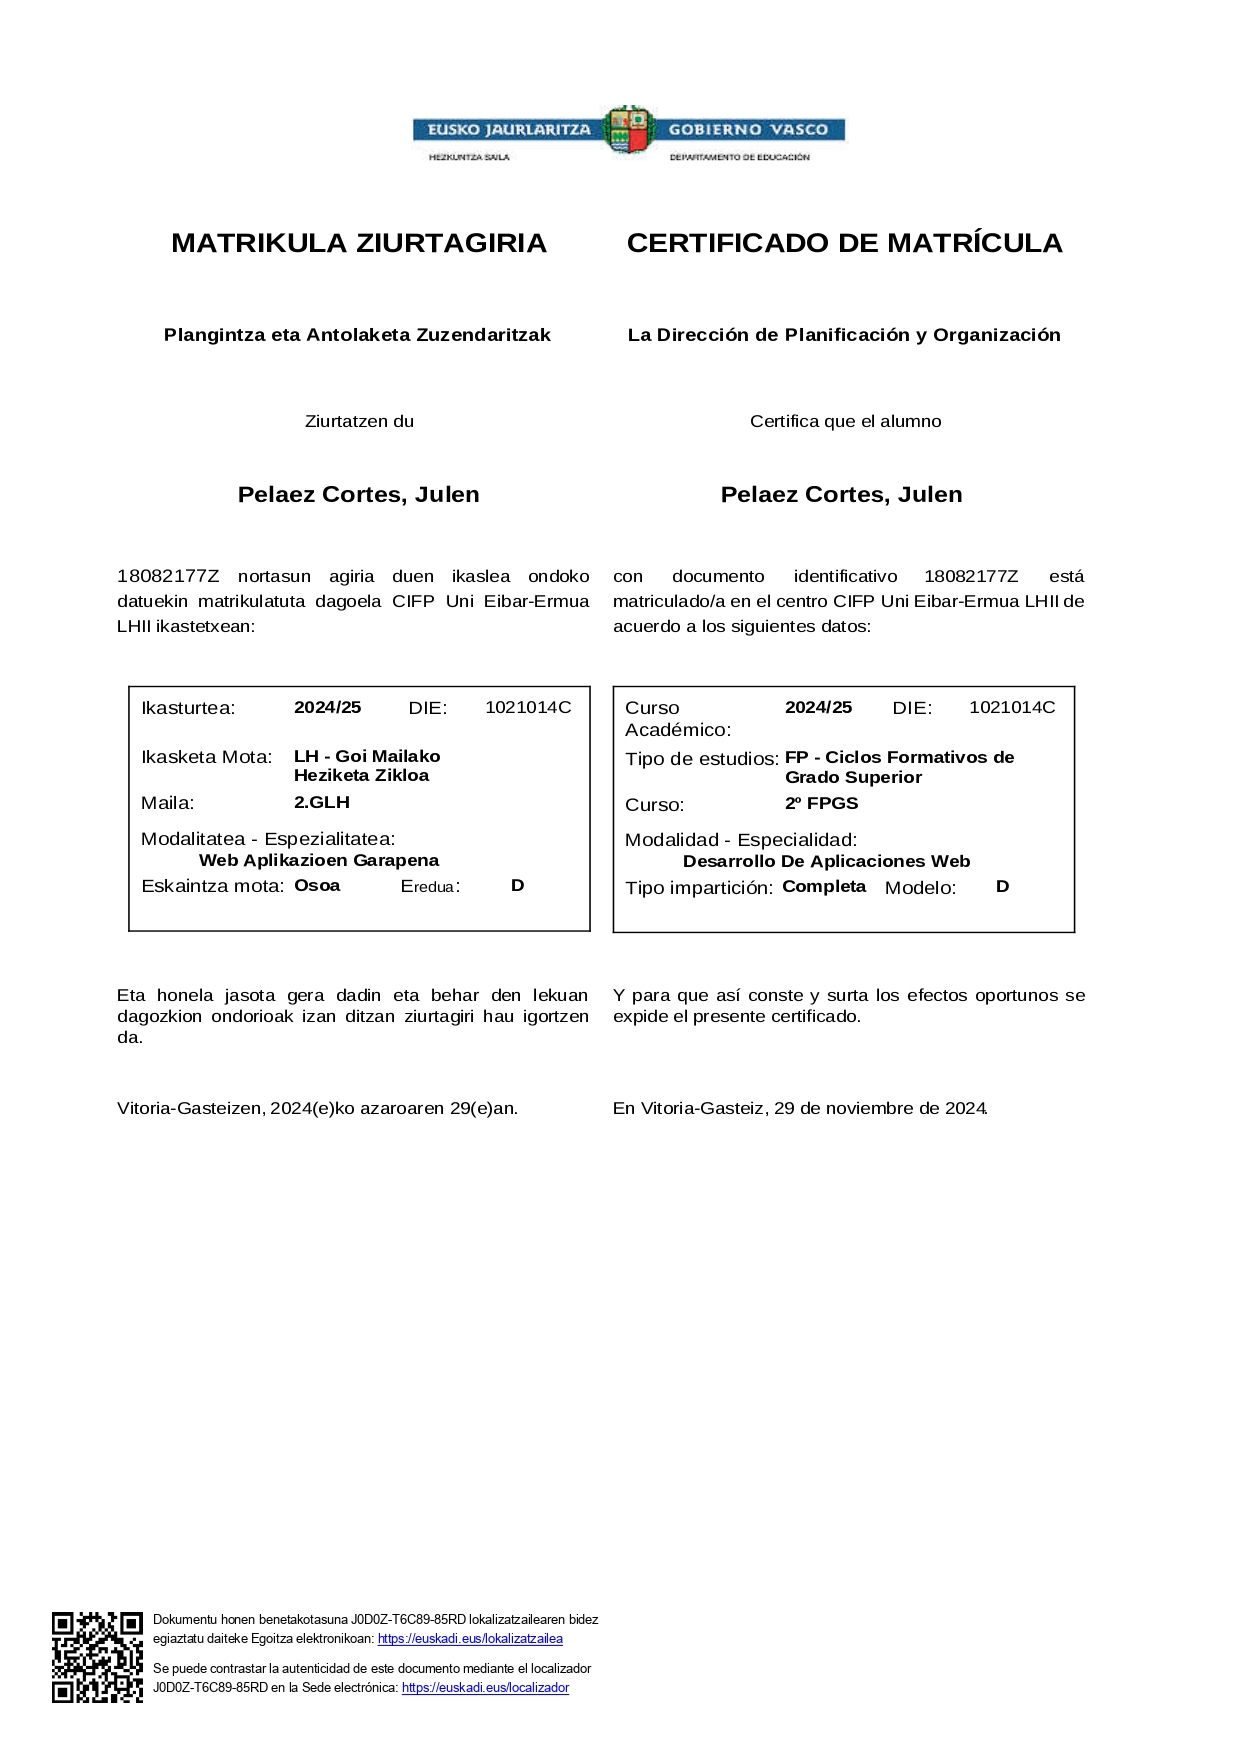 EUSKO JAURLARITZA GOBIERNO VASCO
HEZKUNTZA SAILA DEPARTAMENTO DE EDUCACIÓN
MATRIKULA ZIURTAGIRIA
Plangintza eta Antolaketa Zuzendaritzak
Ziurtatzen du
Pelaez Cortes, Julen
18082177Z nortasun agiria duen ikaslea ondoko
datuekin matrikulatuta dagoela CIFP Uni Eibar-Ermua
LHII ikastetxean:
Ikasturtea: 2024/25 DIE: 1021014C
Ikasketa Mota: LH - Goi Mailako
Heziketa Zikloa
Maila: 2.GLH
Modalitatea - Espezialitatea:
Web Aplikazioen Garapena
Eskaintza mota: Osoa Eredua: D
Eta honela jasota gera dadin eta behar den lekuan
dagozkion ondorioak izan ditzan ziurtagiri hau igortzen
da.
Vitoria-Gasteizen, 2024(e)ko azaroaren 29(e)an.
CERTIFICADO DE MATRÍCULA
La Dirección de Planificación y Organización
Certifica que el alumno
Pelaez Cortes, Julen
con documento identificativo 18082177Z está
matriculado/a en el centro CIFP Uni Eibar-Ermua LHII de
acuerdo a los siguientes datos:
Curso 2024/25 DIE: 1021014C
Académico:
Tipo de estudios: FP - Ciclos Formativos de
Grado Superior
Curso: 2º FPGS
Modalidad - Especialidad:
Desarrollo De Aplicaciones Web
Tipo impartición: Completa Modelo: D
Y para que así conste y surta los efectos oportunos se
expide el presente certificado.
En Vitoria-Gasteiz, 29 de noviembre de 2024.
Dokumentu honen benetakotasuna J0D0Z-T6C89-85RD lokalizatzailearen bidez
egiaztatu daiteke Egoitza elektronikoan: https://euskadi.eus/lokalizatzailea
Se puede contrastar la autenticidad de este documento mediante el localizador
J0D0Z-T6C89-85RD en la Sede electrónica: https://euskadi.eus/localizador